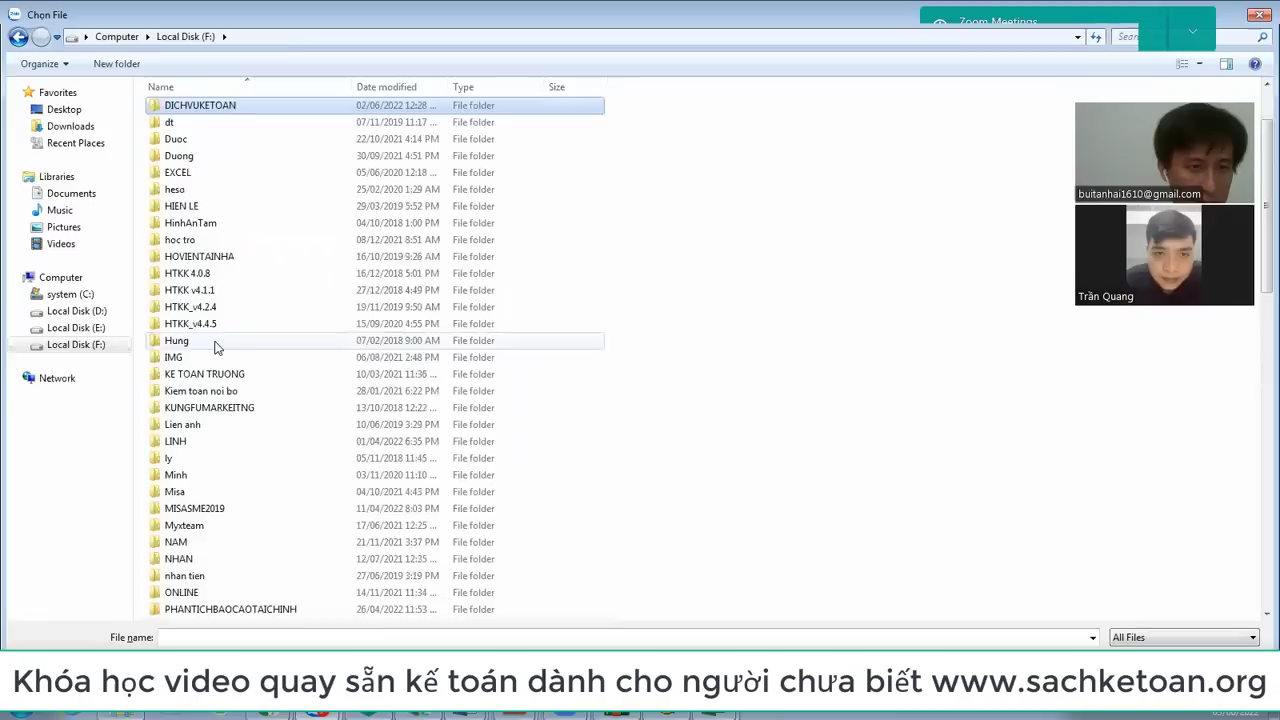 Chọn File
Zoom Meetings
Computer
Local Disk (F:)
Organize
New folder
Name
Date modified
Type
Size
Favorites
Desktop
Downloads
Recent Places
Libraries
Documents
Music
Pictures
Videos
Computer
system (C:)
Local Disk (D:)
Local Disk (E:)
Local Disk (F:)
Network
DICHVUKETOAN 02/06/2022 12:28 ... File folder
dt 07/11/2019 11:17 ... File folder
Duoc 22/10/2021 4:14 PM File folder
Duong 30/09/2021 4:51 PM File folder
EXCEL 05/06/2020 12:18 ... File folder
heso 25/02/2020 1:29 AM File folder
HIEN LE 29/03/2019 5:52 PM File folder
HinhAnTam 04/10/2018 1:00 PM File folder
hoc tro 08/12/2021 8:51 AM File folder
HOVIENTAINHA 16/10/2019 9:26 AM File folder
HTKK 4.0.8 16/12/2018 5:01 PM File folder
HTKK v4.1.1 27/12/2018 4:49 PM File folder
HTKK_v4.2.4 19/11/2019 9:50 AM File folder
HTKK_v4.4.5 15/09/2020 4:55 PM File folder
Hung 07/02/2018 9:00 AM File folder
IMG 06/08/2021 2:48 PM File folder
KE TOAN TRUONG 10/03/2021 11:36 ... File folder
Kiem toan noi bo 28/01/2021 6:22 PM File folder
KUNGFUMARKEITNG 13/10/2018 12:22 ... File folder
Lien anh 10/06/2019 3:29 PM File folder
LINH 01/04/2022 6:35 PM File folder
ly 05/11/2018 11:45 ... File folder
Minh 03/11/2020 11:10 ... File folder
Misa 04/10/2021 4:43 PM File folder
MISASME2019 11/04/2022 8:03 PM File folder
Myxteam 17/06/2021 12:25 ... File folder
NAM 21/11/2021 3:37 PM File folder
NHAN 12/07/2021 12:35 ... File folder
nhan tien 27/06/2019 3:19 PM File folder
ONLINE 14/11/2021 11:34 ... File folder
PHANTICHBAOCAOTAICHINH 26/04/2022 11:53 ... File folder
buitanhai1610@gmail.com
Trần Quang
File name:
All Files
Khóa học video quay sẵn kế toán dành cho người chưa biết www.sachketoan.org